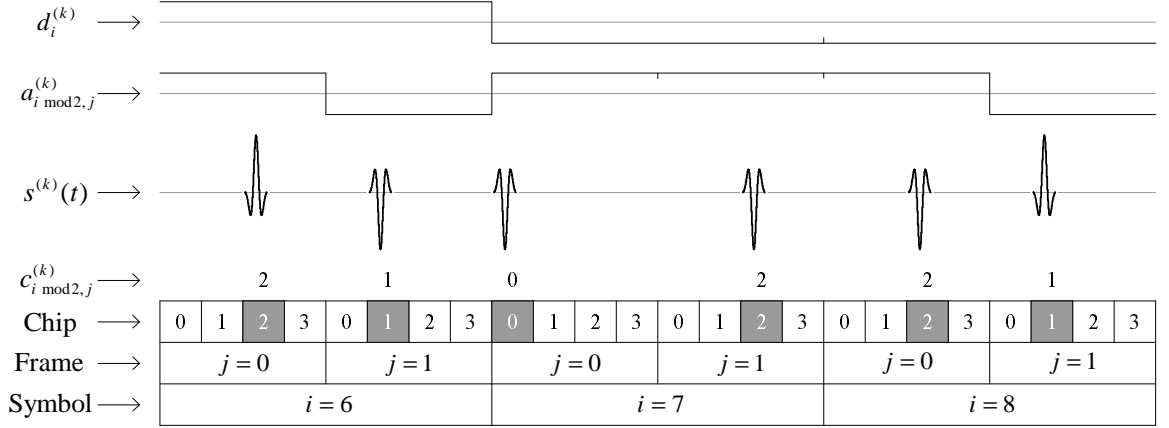 d_i^{(k)}
a_{i mod2, j}^{(k)}
s^{(k)}(t)
c_{i mod2, j}^{(k)} 2 1 0 2 2 1
Chip 0 1 2 3 0 1 2 3 0 1 2 3 0 1 2 3 0 1 2 3 0 1 2 3
Frame j = 0 j = 1 j = 0 j = 1 j = 0 j = 1
Symbol i = 6 i = 7 i = 8